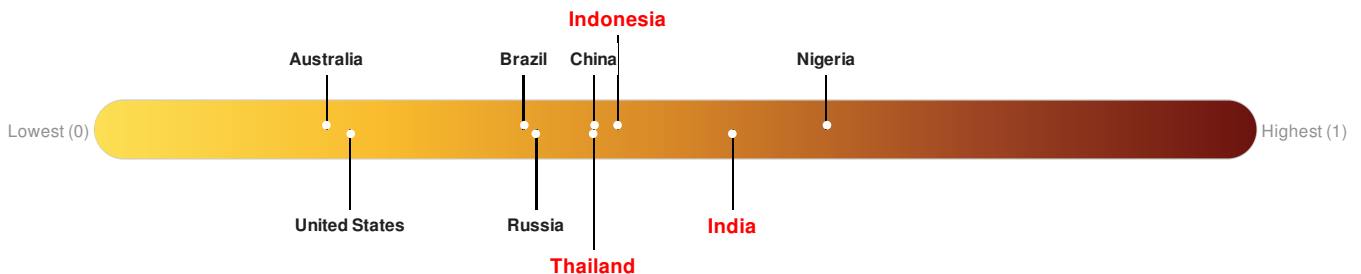 Indonesia
Australia
Brazil
China
Nigeria
Lowest (0)
Highest (1)
United States
Russia
India
Thailand